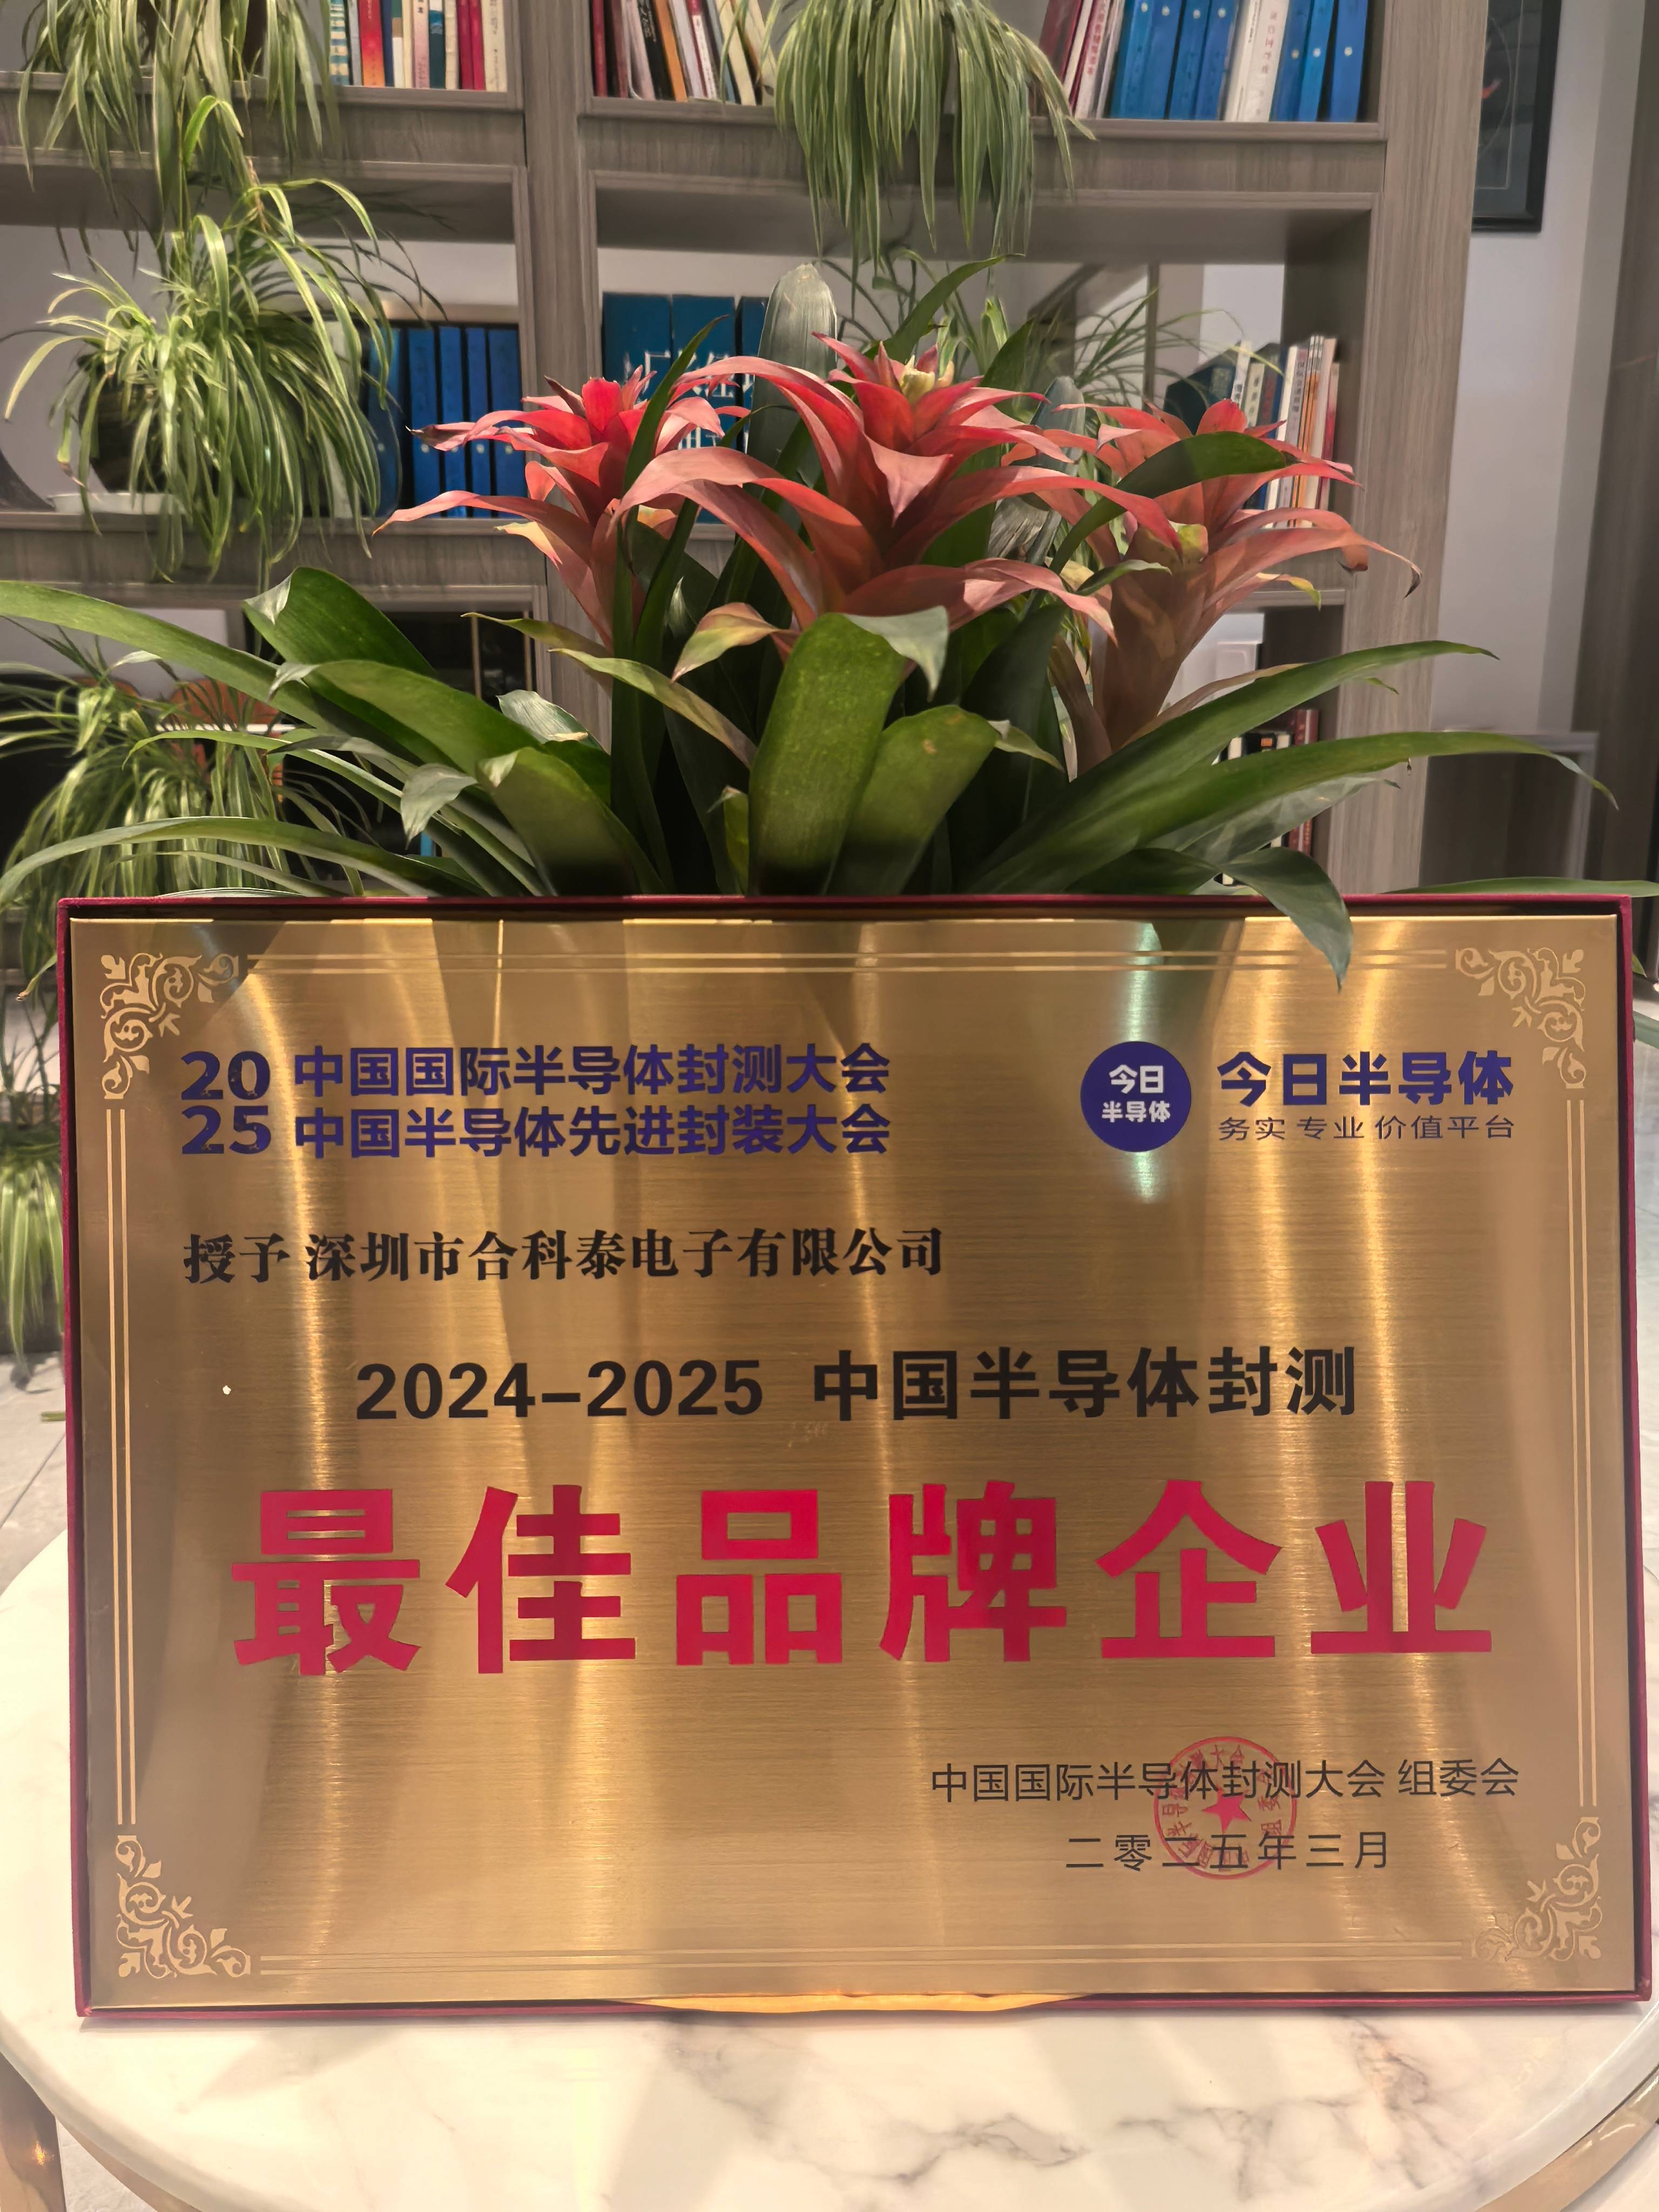 2025 中国国际半导体封测大会
中国半导体先进封装大会
今日
半导体
今日半导体
务实 专业 价值平台
授予 深圳市合科泰电子有限公司
2024-2025 中国半导体封测
最佳品牌企业
中国国际半导体封测大会 组委会
二零二五年三月